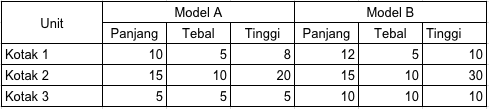 Unit Model A Model B
Panjang Tebal Tinggi Panjang Tebal Tinggi
Kotak 1 10 5 8 12 5 10
Kotak 2 15 10 20 15 10 30
Kotak 3 5 5 5 10 10 10